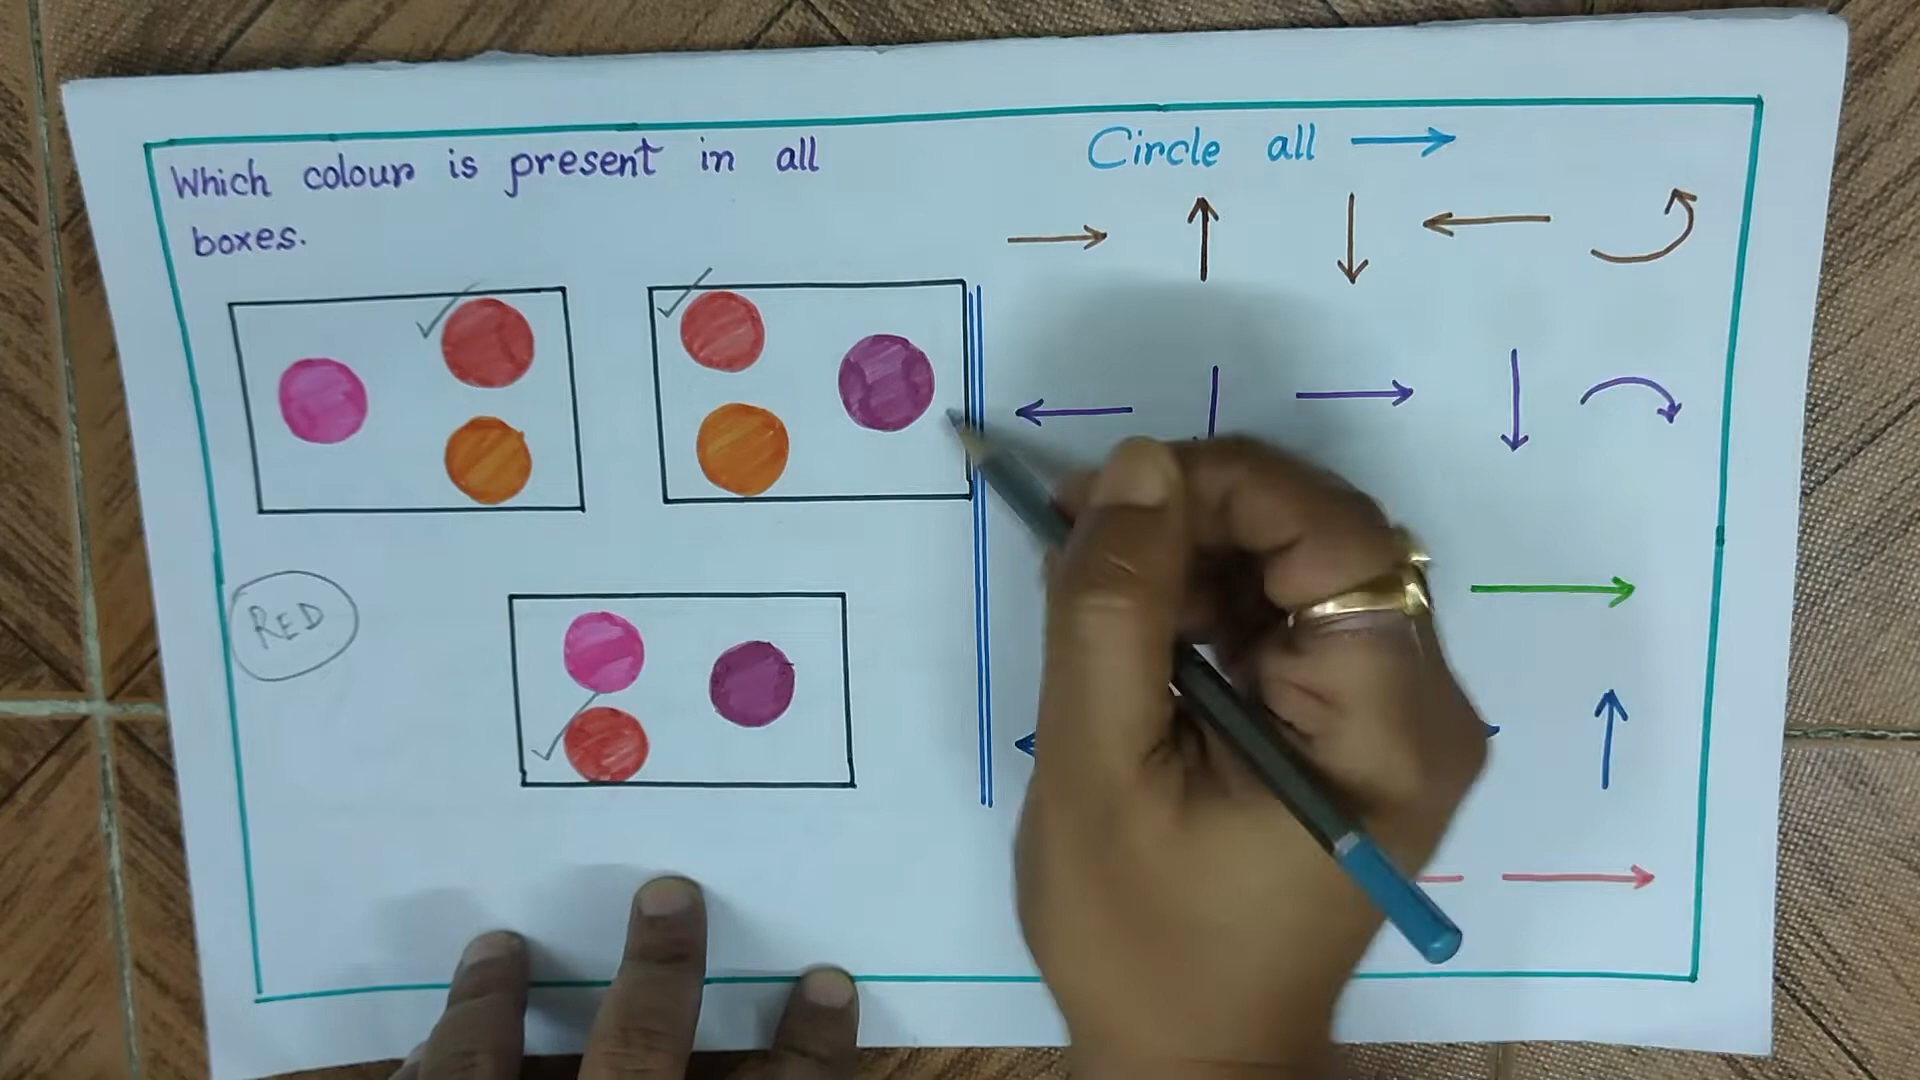 Which colour is present in all
boxes.
RED
Circle all →